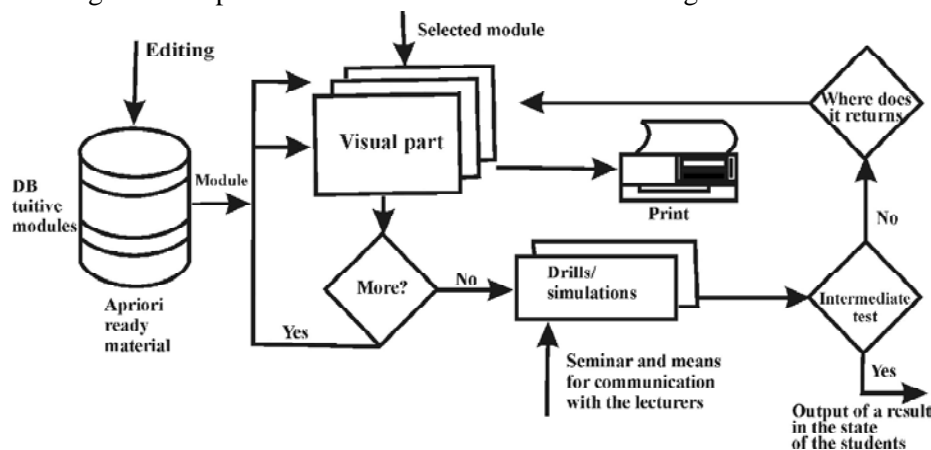 Selected module
Editing
Where does
it returns
Visual part
DB
tuitive
modules
Module
Print
No
More?
No
Drills/
simulations
Intermediate
test
Apriori
ready
material
Yes
Seminar and means
for communication
with the lecturers
Yes
Output of a result
in the state
of the students